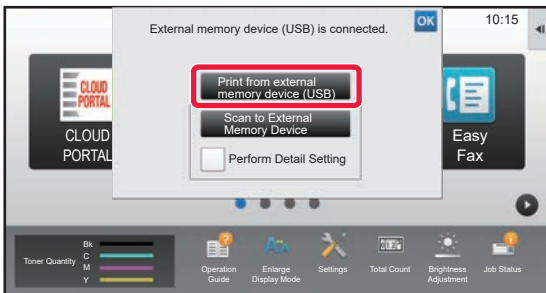 External memory device (USB) is connected.
OK
10:15
Print from external
memory device (USB)
Scan to External
Memory Device
Perform Detail Setting
CLOUD
PORTAL
CLOUD
PORTAL
Easy
Fax
Toner Quantity
Bk
C
M
Y
Operation
Guide
Enlarge
Display Mode
Settings
Total Count
Brightness
Adjustment
Job Status